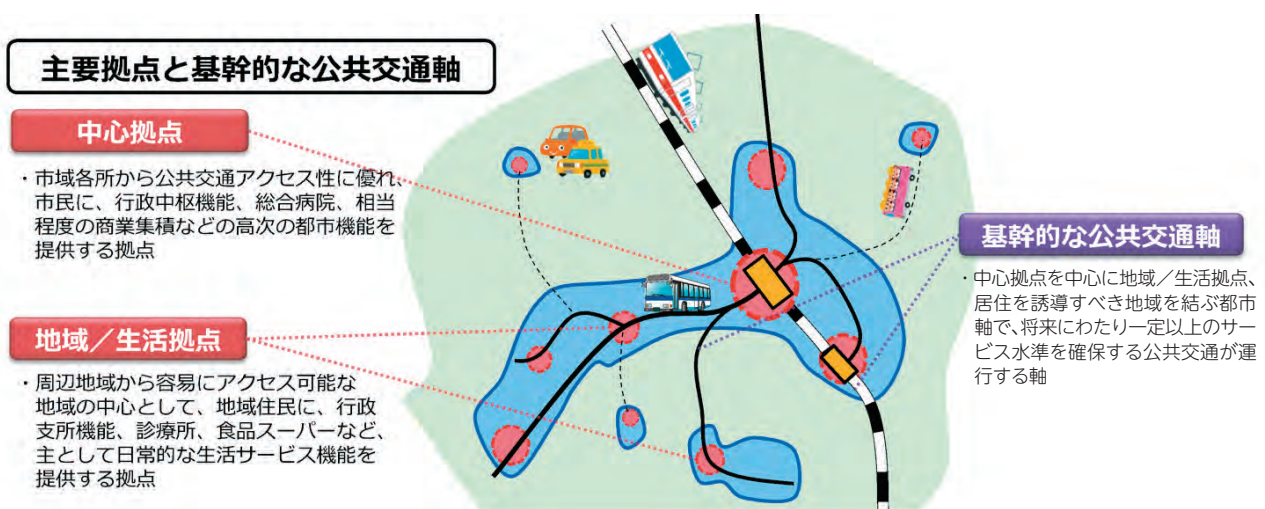 主要拠点と基幹的な公共交通軸
中心拠点
・市域各所から公共交通アクセス性に優れ、
市民に、行政中枢機能、総合病院、相当
程度の商業集積などの高次の都市機能を
提供する拠点
地域／生活拠点
・周辺地域から容易にアクセス可能な
地域の中心として、地域住民に、行政
支所機能、診療所、食品スーパーなど、
主として日常的な生活サービス機能を
提供する拠点
基幹的な公共交通軸
・中心拠点を中心に地域／生活拠点、
居住を誘導すべき地域を結ぶ都市
軸で、将来にわたり一定以上のサー
ビス水準を確保する公共交通が運
行する軸